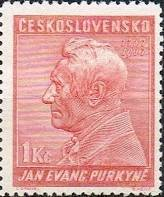 ČESKOSLOVENSKO
1 Kč
JAN EVANG. PURKYNĚ